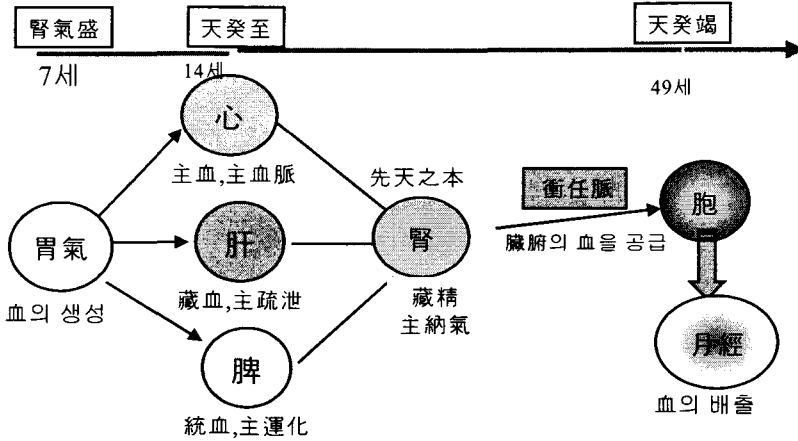 腎氣盛
天癸至
天癸竭
7세
14세
49세
心
主血,主血脈
先天之本
衝任脈
胞
胃氣
肝
腎
臟腑의 血을 공급
血의 생성
藏血,主疏泄
藏精
主納氣
脾
月經
統血,主運化
血의 배출